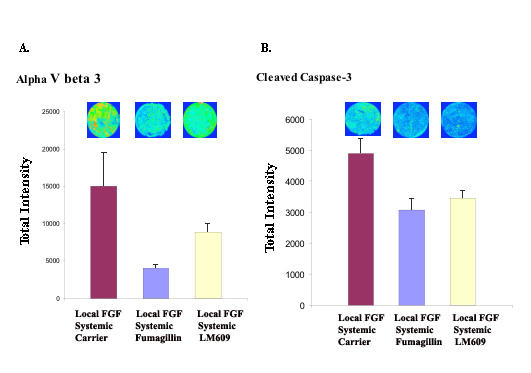 A.
B.
Alpha V beta 3
Cleaved Caspase-3
Total Intensity
25000
20000
15000
10000
5000
0
Local FGF Systemic Carrier
Local FGF Systemic Fumagillin
Local FGF Systemic LM609
Total Intensity
6000
5000
4000
3000
2000
1000
0
Local FGF Systemic Carrier
Local FGF Systemic Fumagillin
Local FGF Systemic LM609